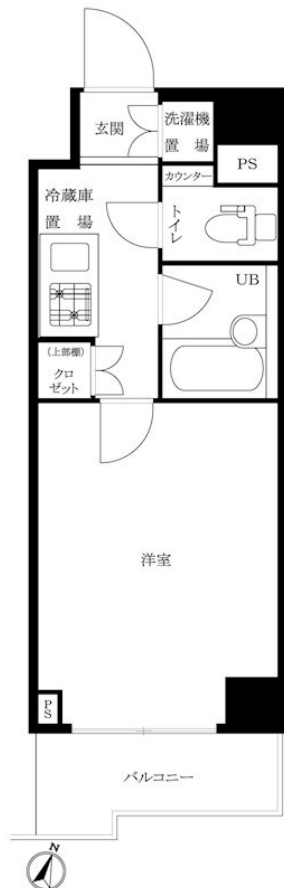 玄関
洗濯機
置場
PS
カウンター
冷蔵庫
置場
トイレ
UB
(上部棚)
クロ
ゼット
洋室
PS
バルコニー
N